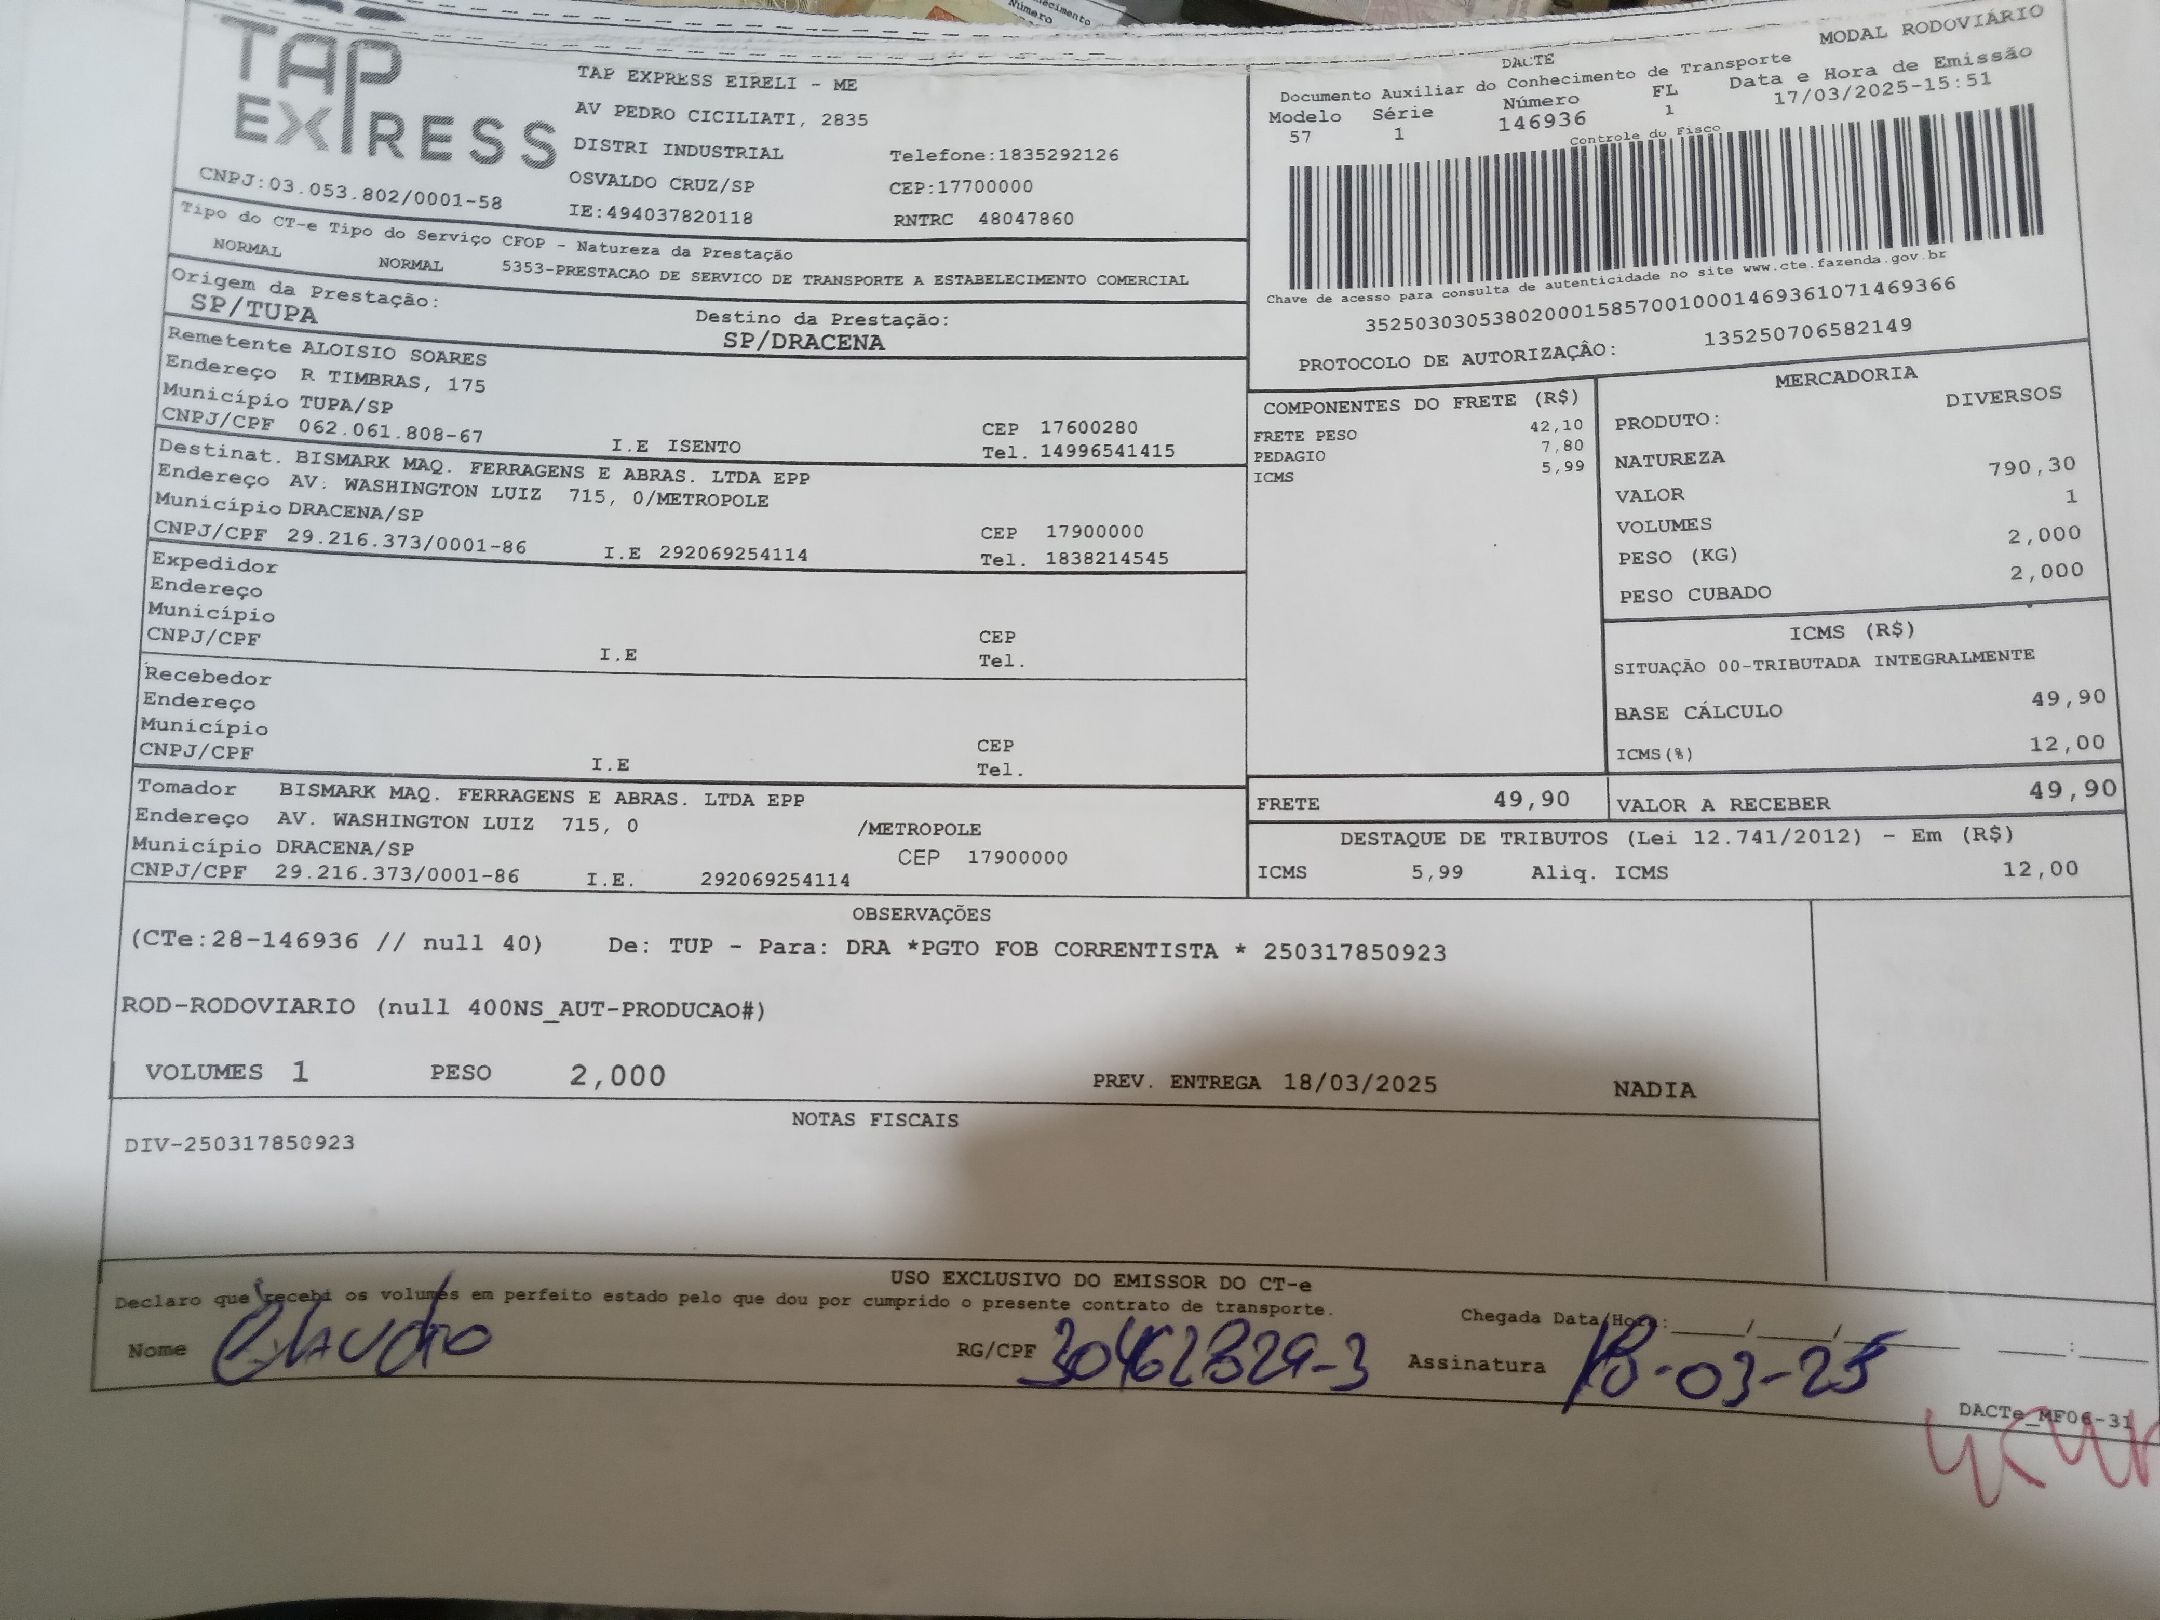 TAP
EXPRESS
CNPJ:03.053.802/0001-58
TAP EXPRESS EIRELI - ME
AV PEDRO CICILIATI, 2835
DISTRI INDUSTRIAL Telefone:1835292126
OSVALDO CRUZ/SP CEP:17700000
IE:494037820118 RNTRC 48047860
MODAL RODOVIÁRIO
DACTE
Documento Auxiliar do Conhecimento de Transporte
Modelo Série Número FL Data e Hora de Emissão
57 1 146936 1 17/03/2025-15:51
Controle do Fisco
Chave de acesso para consulta de autenticidade no site www.cte.fazenda.gov.br
35250303053802000158570010001469361071469366
PROTOCOLO DE AUTORIZAÇÂO: 135250706582149
Tipo do CT-e Tipo do Serviço CFOP - Natureza da Prestação
NORMAL NORMAL 5353-PRESTACAO DE SERVICO DE TRANSPORTE A ESTABELECIMENTO COMERCIAL
Origem da Prestação: Destino da Prestação:
SP/TUPA SP/DRACENA
Remetente ALOISIO SOARES
Endereço R TIMBRAS, 175
Município TUPA/SP CEP 17600280
CNPJ/CPF 062.061.808-67 I.E ISENTO Tel. 14996541415
Destinat. BISMARK MAQ. FERRAGENS E ABRAS. LTDA EPP
Endereço AV. WASHINGTON LUIZ 715, 0/METROPOLE
Município DRACENA/SP CEP 17900000
CNPJ/CPF 29.216.373/0001-86 I.E 292069254114 Tel. 1838214545
Expedidor
Endereço
Município CEP
CNPJ/CPF I.E Tel.
Recebedor
Endereço
Município CEP
CNPJ/CPF I.E Tel.
Tomador BISMARK MAQ. FERRAGENS E ABRAS. LTDA EPP
Endereço AV. WASHINGTON LUIZ 715, 0 /METROPOLE
Município DRACENA/SP CEP 17900000
CNPJ/CPF 29.216.373/0001-86 I.E. 292069254114
COMPONENTES DO FRETE (R$)
FRETE PESO 42,10
PEDAGIO 7,80
ICMS 5,99
MERCADORIA
PRODUTO: DIVERSOS
NATUREZA
VALOR 790,30
VOLUMES 1
PESO (KG) 2,000
PESO CUBADO 2,000
ICMS (R$)
SITUAÇÃO 00-TRIBUTADA INTEGRALMENTE
BASE CÁLCULO 49,90
ICMS(%) 12,00
FRETE 49,90 VALOR A RECEBER 49,90
DESTAQUE DE TRIBUTOS (Lei 12.741/2012) - Em (R$)
ICMS 5,99 Aliq. ICMS 12,00
OBSERVAÇÕES
(CTe:28-146936 // null 40) De: TUP - Para: DRA *PGTO FOB CORRENTISTA * 250317850923
ROD-RODOVIARIO (null 400NS_AUT-PRODUCAO#)
VOLUMES 1 PESO 2,000 PREV. ENTREGA 18/03/2025 NADIA
NOTAS FISCAIS
DIV-250317850923
USO EXCLUSIVO DO EMISSOR DO CT-e
Declaro que recebi os volumes em perfeito estado pelo que dou por cumprido o presente contrato de transporte.
Chegada Data/Hora:____/____/____ ____:____
Nome Claudio RG/CPF 30462829-3 Assinatura 18-03-25
DACTe_MF06-31